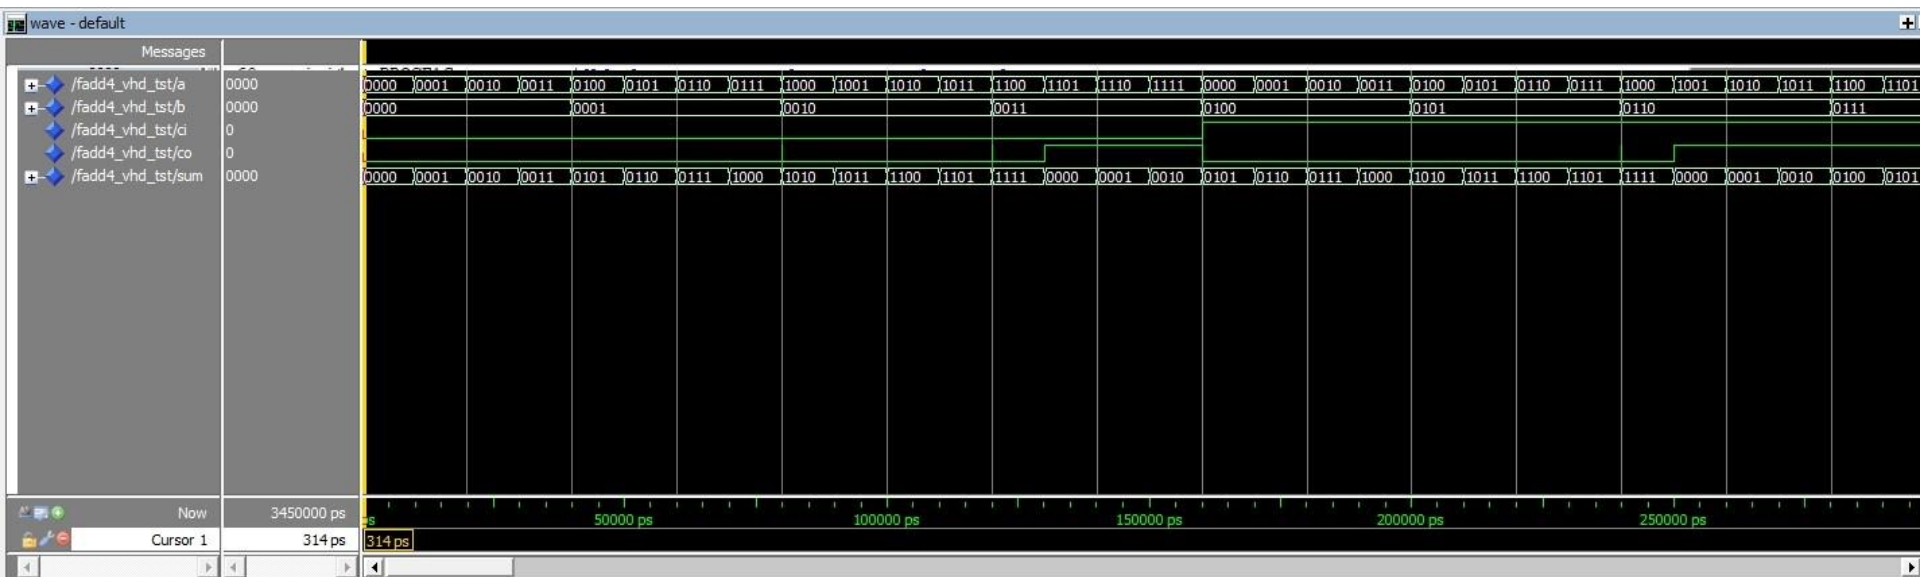 wave - default
Messages
/fadd4_vhd_tst/a 0000 0000 0001 0010 0011 0100 0101 0110 0111 1000 1001 1010 1011 1100 1101 1110 1111 0000 0001 0010 0011 0100 0101 0110 0111 1000 1001 1010 1011 1100 1101
/fadd4_vhd_tst/b 0000 0000 0001 0010 0011 0100 0101 0110 0111
/fadd4_vhd_tst/ci 0
/fadd4_vhd_tst/co 0
/fadd4_vhd_tst/sum 0000 0000 0001 0010 0011 0101 0110 0111 1000 1010 1011 1100 1101 1111 0000 0001 0010 0101 0110 0111 1000 1010 1011 1100 1101 1111 0000 0001 0010 0100 0101
Now 3450000 ps 50000 ps 100000 ps 150000 ps 200000 ps 250000 ps
Cursor 1 314 ps 314 ps